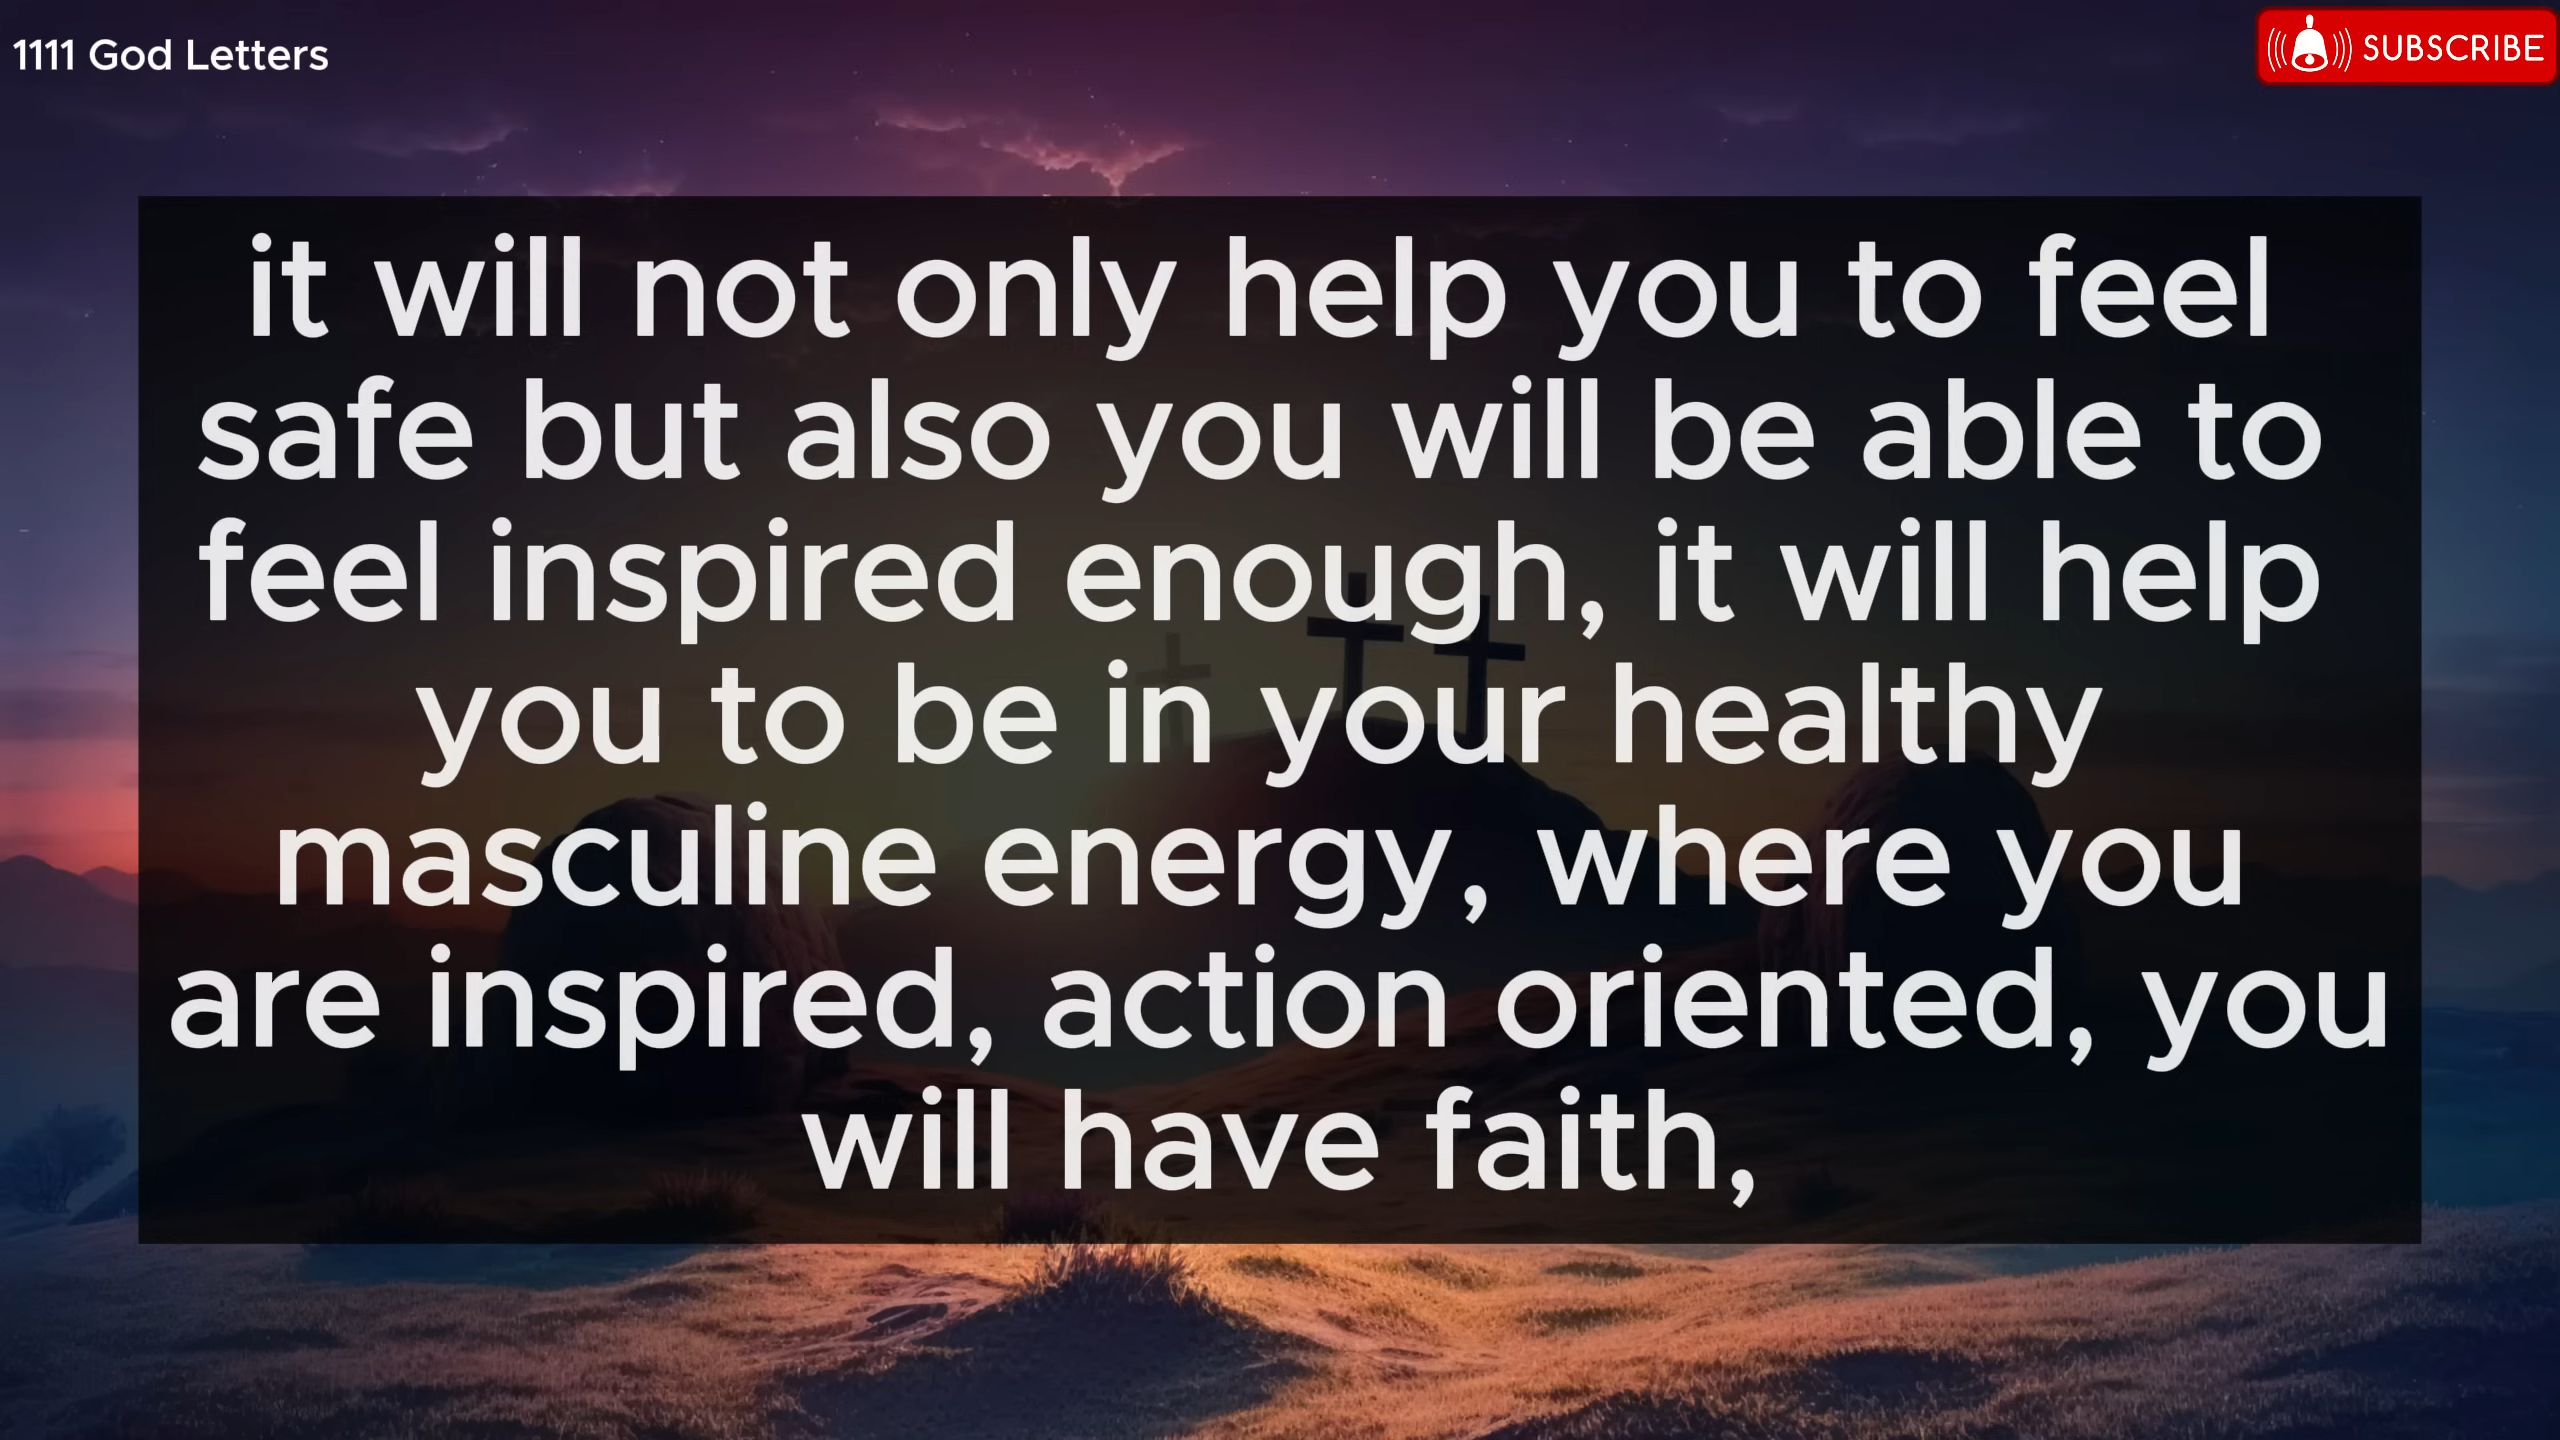 1111 God Letters
SUBSCRIBE
it will not only help you to feel
safe but also you will be able to
feel inspired enough, it will help
you to be in your healthy
masculine energy, where you
are inspired, action oriented, you
will have faith,